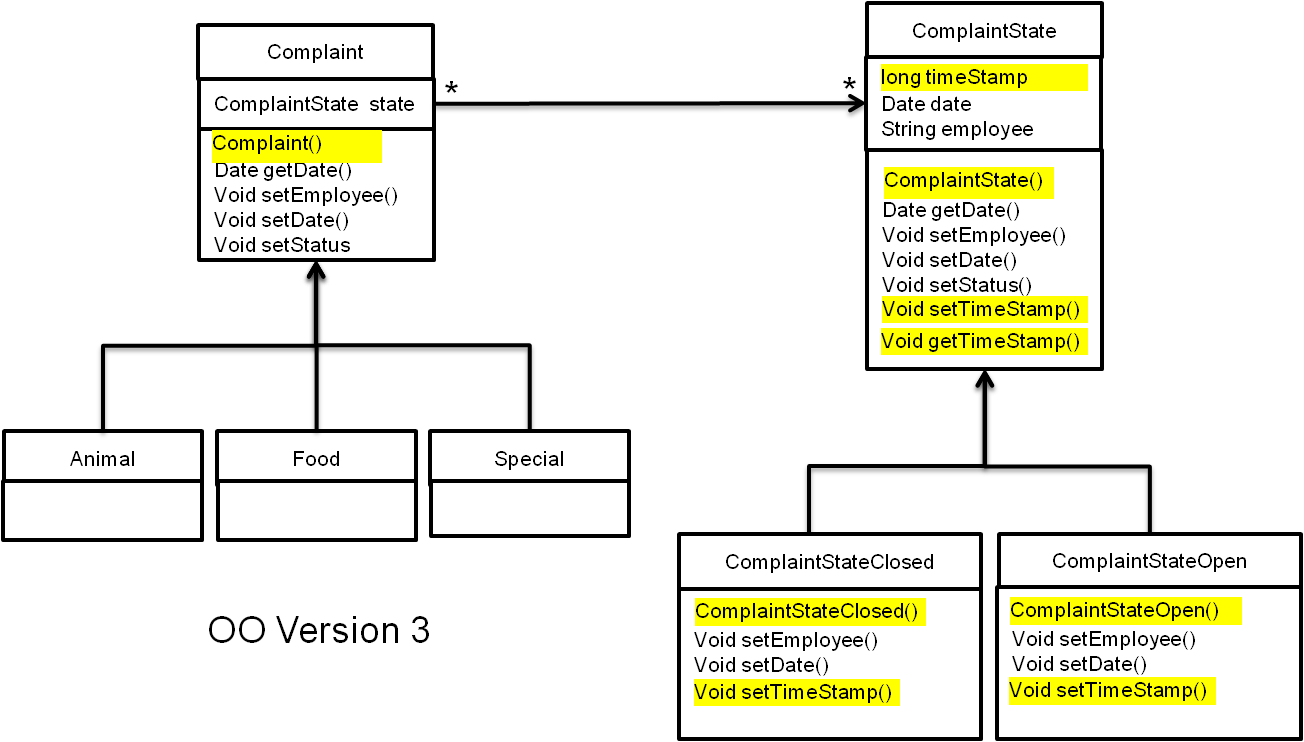 Complaint
ComplaintState state
Complaint()
Date getDate()
Void setEmployee()
Void setDate()
Void setStatus
*
*
ComplaintState
long timeStamp
Date date
String employee
ComplaintState()
Date getDate()
Void setEmployee()
Void setDate()
Void setStatus()
Void setTimeStamp()
Void getTimeStamp()
Animal
Food
Special
ComplaintStateClosed
ComplaintStateClosed()
Void setEmployee()
Void setDate()
Void setTimeStamp()
ComplaintStateOpen
ComplaintStateOpen()
Void setEmployee()
Void setDate()
Void setTimeStamp()
OO Version 3